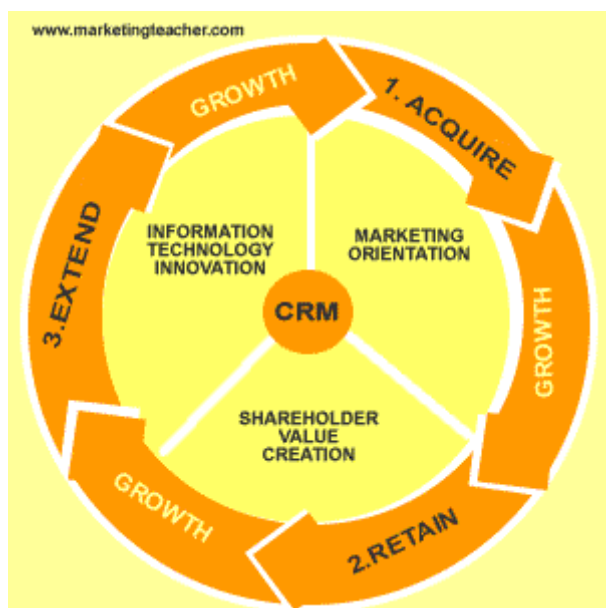 www.marketingteacher.com
GROWTH
1. ACQUIRE
GROWTH
2.RETAIN
GROWTH
3.EXTEND
INFORMATION
TECHNOLOGY
INNOVATION
MARKETING
ORIENTATION
CRM
SHAREHOLDER
VALUE
CREATION